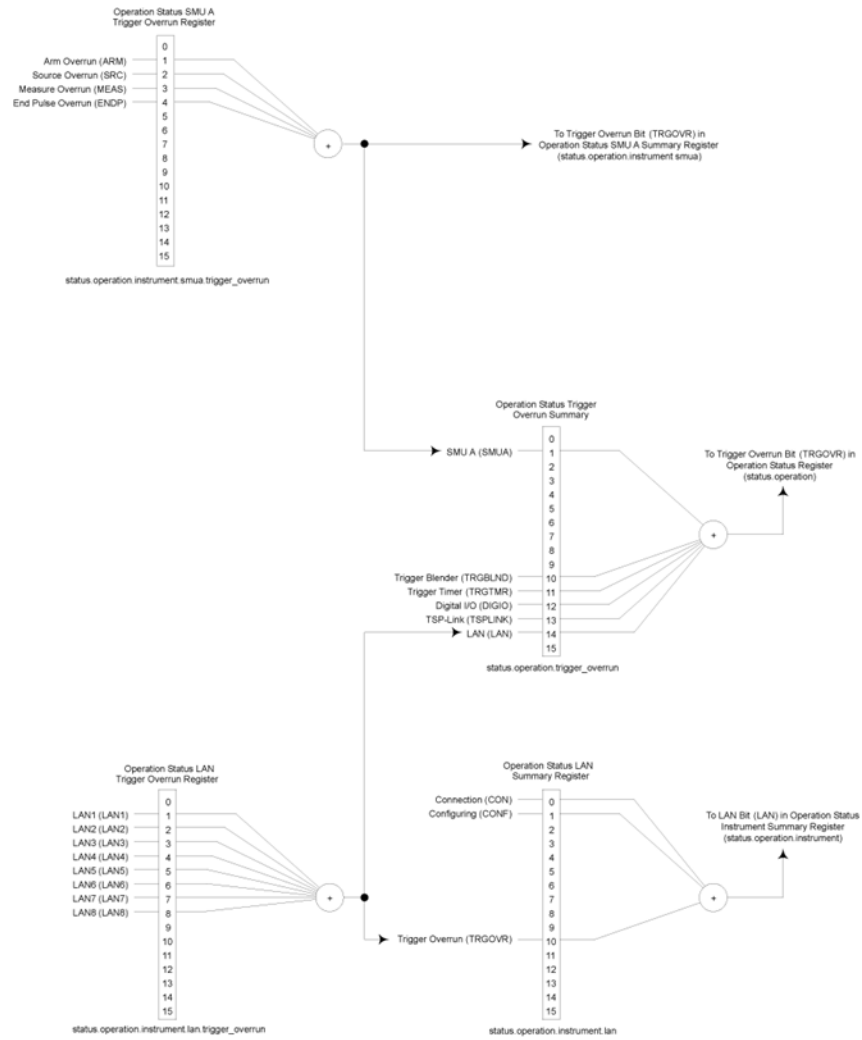 Operation Status SMU A
Trigger Overrun Register
0
Arm Overrun (ARM) 1
Source Overrun (SRC) 2
Measure Overrun (MEAS) 3
End Pulse Overrun (ENDP) 4
5
6
7
8
9
10
11
12
13
14
15
status.operation.instrument.smua.trigger_overrun
+
To Trigger Overrun Bit (TRGOVR) in
Operation Status SMU A Summary Register
(status.operation.instrument smua)
Operation Status Trigger
Overrun Summary
0
SMU A (SMUA) 1
2
3
4
5
6
7
8
9
Trigger Blender (TRGBLND) 10
Trigger Timer (TRGTMR) 11
Digital I/O (DIGIO) 12
TSP-Link (TSPLINK) 13
LAN (LAN) 14
15
status.operation.trigger_overrun
+
To Trigger Overrun Bit (TRGOVR) in
Operation Status Register
(status.operation)
Operation Status LAN
Trigger Overrun Register
0
LAN1 (LAN1) 1
LAN2 (LAN2) 2
LAN3 (LAN3) 3
LAN4 (LAN4) 4
LAN5 (LAN5) 5
LAN6 (LAN6) 6
LAN7 (LAN7) 7
LAN8 (LAN8) 8
9
10
11
12
13
14
15
status.operation.instrument.lan.trigger_overrun
+
Operation Status LAN
Summary Register
Connection (CON) 0
Configuring (CONF) 1
2
3
4
5
6
7
8
9
Trigger Overrun (TRGOVR) 10
11
12
13
14
15
status.operation.instrument.lan
+
To LAN Bit (LAN) in Operation Status
Instrument Summary Register
(status.operation.instrument)